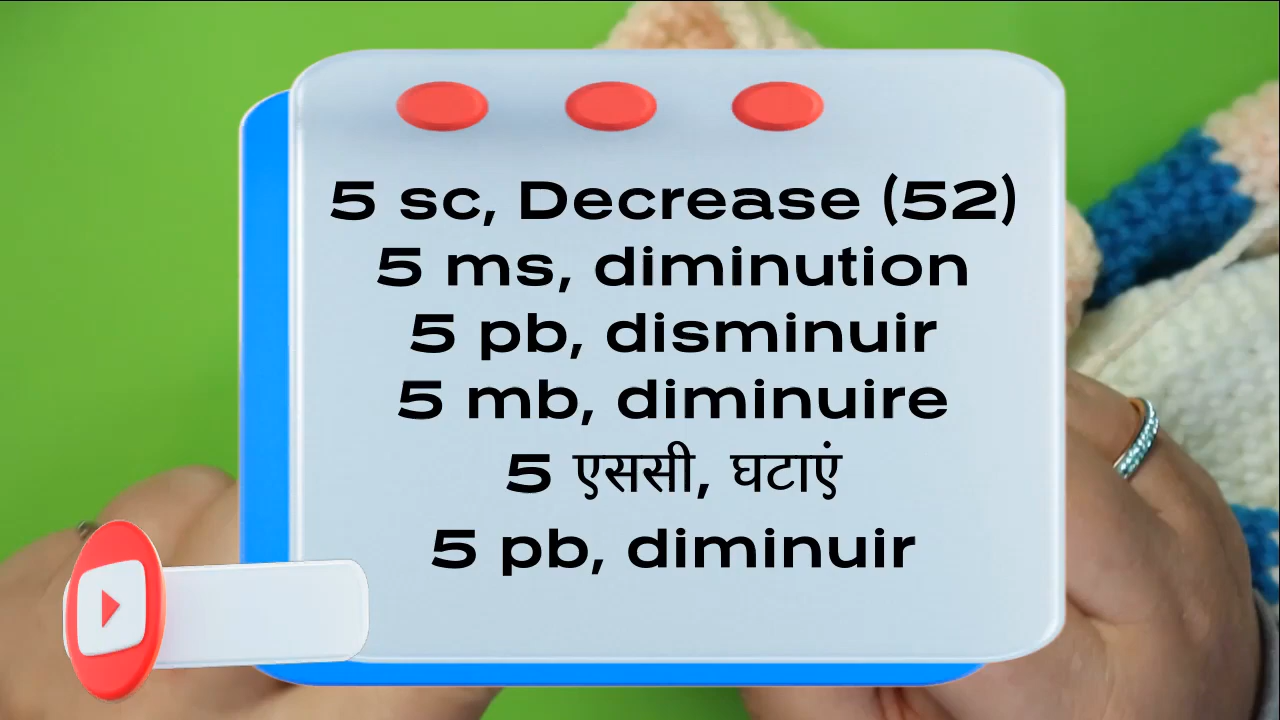 5 sc, Decrease (52)
5 ms, diminution
5 pb, disminuir
5 mb, diminuire
5 एससी, घटाएं
5 pb, diminuir